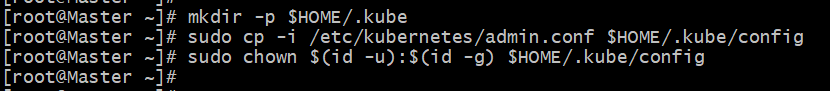 [root@Master ~]# mkdir -p $HOME/.kube
[root@Master ~]# sudo cp -i /etc/kubernetes/admin.conf $HOME/.kube/config
[root@Master ~]# sudo chown $(id -u):$(id -g) $HOME/.kube/config
[root@Master ~]#